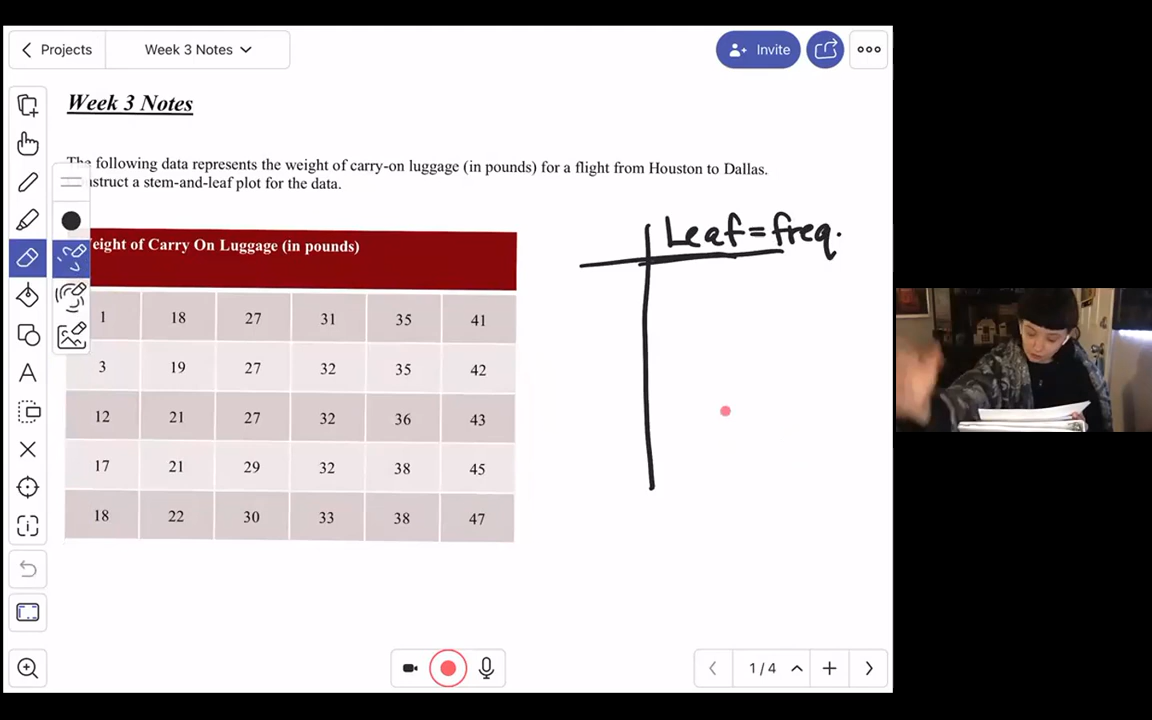 Projects
Week 3 Notes
Invite
Week 3 Notes
following data represents the weight of carry-on luggage (in pounds) for a flight from Houston to Dallas.
nstruct a stem-and-leaf plot for the data.
eight of Carry On Luggage (in pounds)
1 18 27 31 35 41
3 19 27 32 35 42
12 21 27 32 36 43
17 21 29 32 38 45
18 22 30 33 38 47
Leaf=freq.
A
1/4